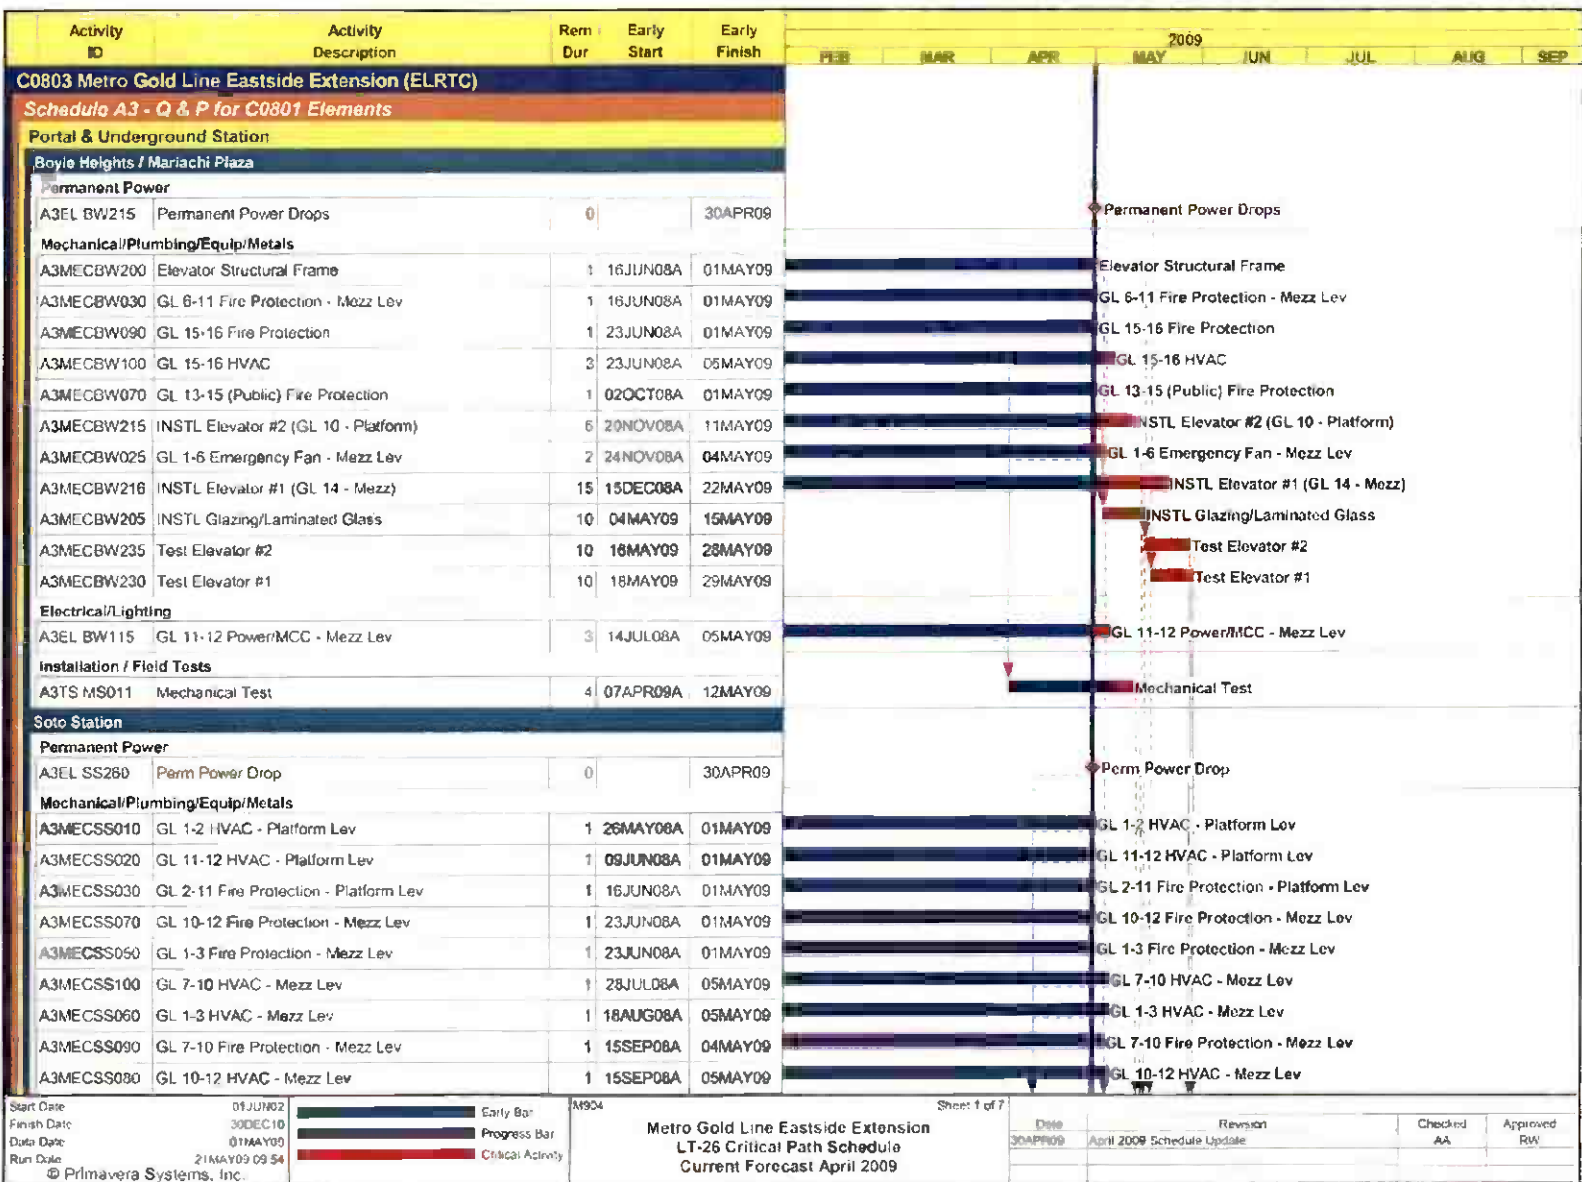 Activity ID Activity Description Rem Dur Early Start Early Finish 2009
FEB MAR APR MAY JUN JUL AUG SEP
C0803 Metro Gold Line Eastside Extension (ELRTC)
Schedule A3 - Q & P for C0801 Elements
Portal & Underground Station
Boyle Heights / Mariachi Plaza
Permanent Power
A3EL BW215 Permanent Power Drops 0 30APR09 Permanent Power Drops
Mechanical/Plumbing/Equip/Metals
A3MECBW200 Elevator Structural Frame 1 16JUN08A 01MAY09 Elevator Structural Frame
A3MECBW030 GL 6-11 Fire Protection - Mezz Lev 1 16JUN08A 01MAY09 GL 6-11 Fire Protection - Mezz Lev
A3MECBW090 GL 15-16 Fire Protection 1 23JUN08A 01MAY09 GL 15-16 Fire Protection
A3MECBW100 GL 15-16 HVAC 3 23JUN08A 05MAY09 GL 15-16 HVAC
A3MECBW070 GL 13-15 (Public) Fire Protection 1 02OCT08A 01MAY09 GL 13-15 (Public) Fire Protection
A3MECBW215 INSTL Elevator #2 (GL 10 - Platform) 6 20NOV08A 11MAY09 INSTL Elevator #2 (GL 10 - Platform)
A3MECBW025 GL 1-6 Emergency Fan - Mezz Lev 2 24NOV08A 04MAY09 GL 1-6 Emergency Fan - Mezz Lev
A3MECBW216 INSTL Elevator #1 (GL 14 - Mezz) 15 15DEC08A 22MAY09 INSTL Elevator #1 (GL 14 - Mezz)
A3MECBW205 INSTL Glazing/Laminated Glass 10 04MAY09 15MAY09 INSTL Glazing/Laminated Glass
A3MECBW235 Test Elevator #2 10 16MAY09 28MAY09 Test Elevator #2
A3MECBW230 Test Elevator #1 10 18MAY09 29MAY09 Test Elevator #1
Electrical/Lighting
A3EL BW115 GL 11-12 Power/MCC - Mezz Lev 3 14JUL08A 05MAY09 GL 11-12 Power/MCC - Mezz Lev
Installation / Field Tests
A3TS MS011 Mechanical Test 4 07APR09A 12MAY09 Mechanical Test
Soto Station
Permanent Power
A3EL SS260 Perm Power Drop 0 30APR09 Perm Power Drop
Mechanical/Plumbing/Equip/Metals
A3MECSS010 GL 1-2 HVAC - Platform Lev 1 26MAY08A 01MAY09 GL 1-2 HVAC - Platform Lev
A3MECSS020 GL 11-12 HVAC - Platform Lev 1 09JUN08A 01MAY09 GL 11-12 HVAC - Platform Lev
A3MECSS030 GL 2-11 Fire Protection - Platform Lev 1 16JUN08A 01MAY09 GL 2-11 Fire Protection - Platform Lev
A3MECSS070 GL 10-12 Fire Protection - Mezz Lev 1 23JUN08A 01MAY09 GL 10-12 Fire Protection - Mezz Lev
A3MECSS050 GL 1-3 Fire Protection - Mezz Lev 1 23JUN08A 01MAY09 GL 1-3 Fire Protection - Mezz Lev
A3MECSS100 GL 7-10 HVAC - Mezz Lev 1 28JUL08A 05MAY09 GL 7-10 HVAC - Mezz Lev
A3MECSS060 GL 1-3 HVAC - Mezz Lev 1 18AUG08A 05MAY09 GL 1-3 HVAC - Mezz Lev
A3MECSS090 GL 7-10 Fire Protection - Mezz Lev 1 15SEP08A 04MAY09 GL 7-10 Fire Protection - Mezz Lev
A3MECSS080 GL 10-12 HVAC - Mezz Lev 1 15SEP08A 05MAY09 GL 10-12 HVAC - Mezz Lev
Start Date 01JUN02
Finish Date 30DEC10
Data Date 01MAY09
Run Date 21MAY09 09:54
© Primavera Systems, Inc.
Early Bar
Progress Bar
Critical Activity
M904
Sheet 1 of 7
Metro Gold Line Eastside Extension
LT-26 Critical Path Schedule
Current Forecast April 2009
Date Revision Checked Approved
30APR09 April 2009 Schedule Update AA RW